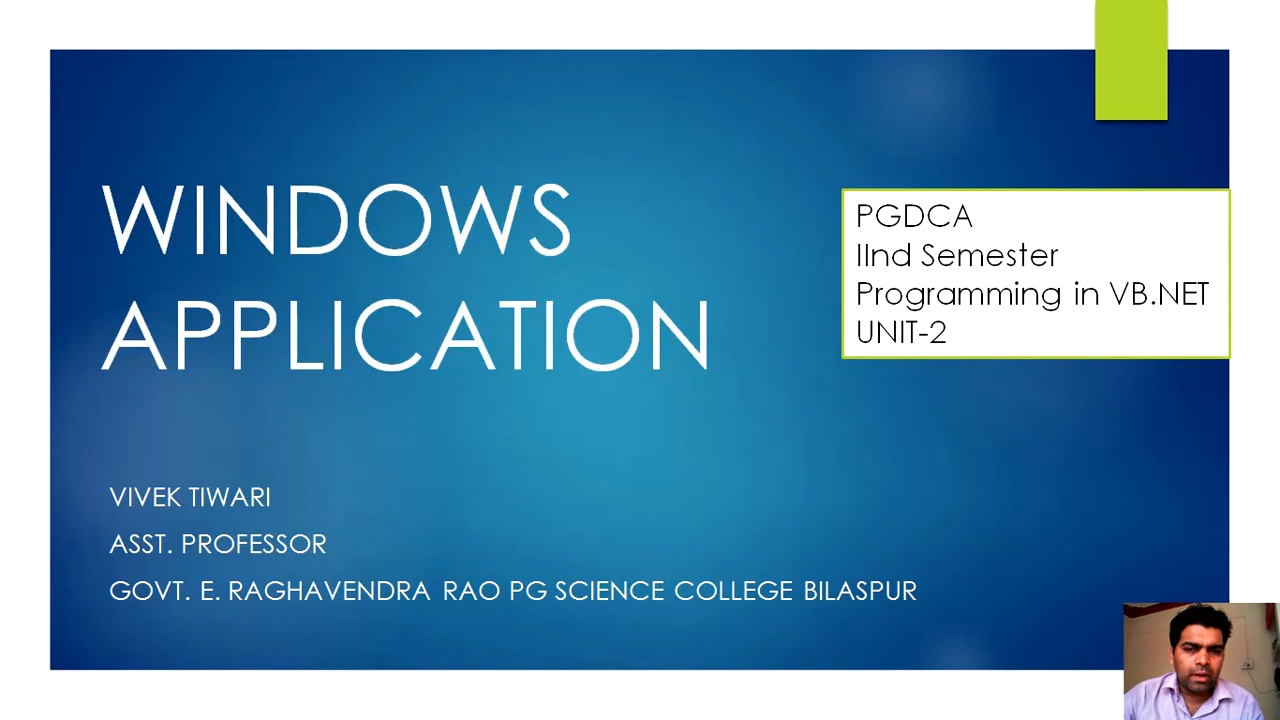 WINDOWS
APPLICATION
PGDCA
IInd Semester
Programming in VB.NET
UNIT-2
VIVEK TIWARI
ASST. PROFESSOR
GOVT. E. RAGHAVENDRA RAO PG SCIENCE COLLEGE BILASPUR